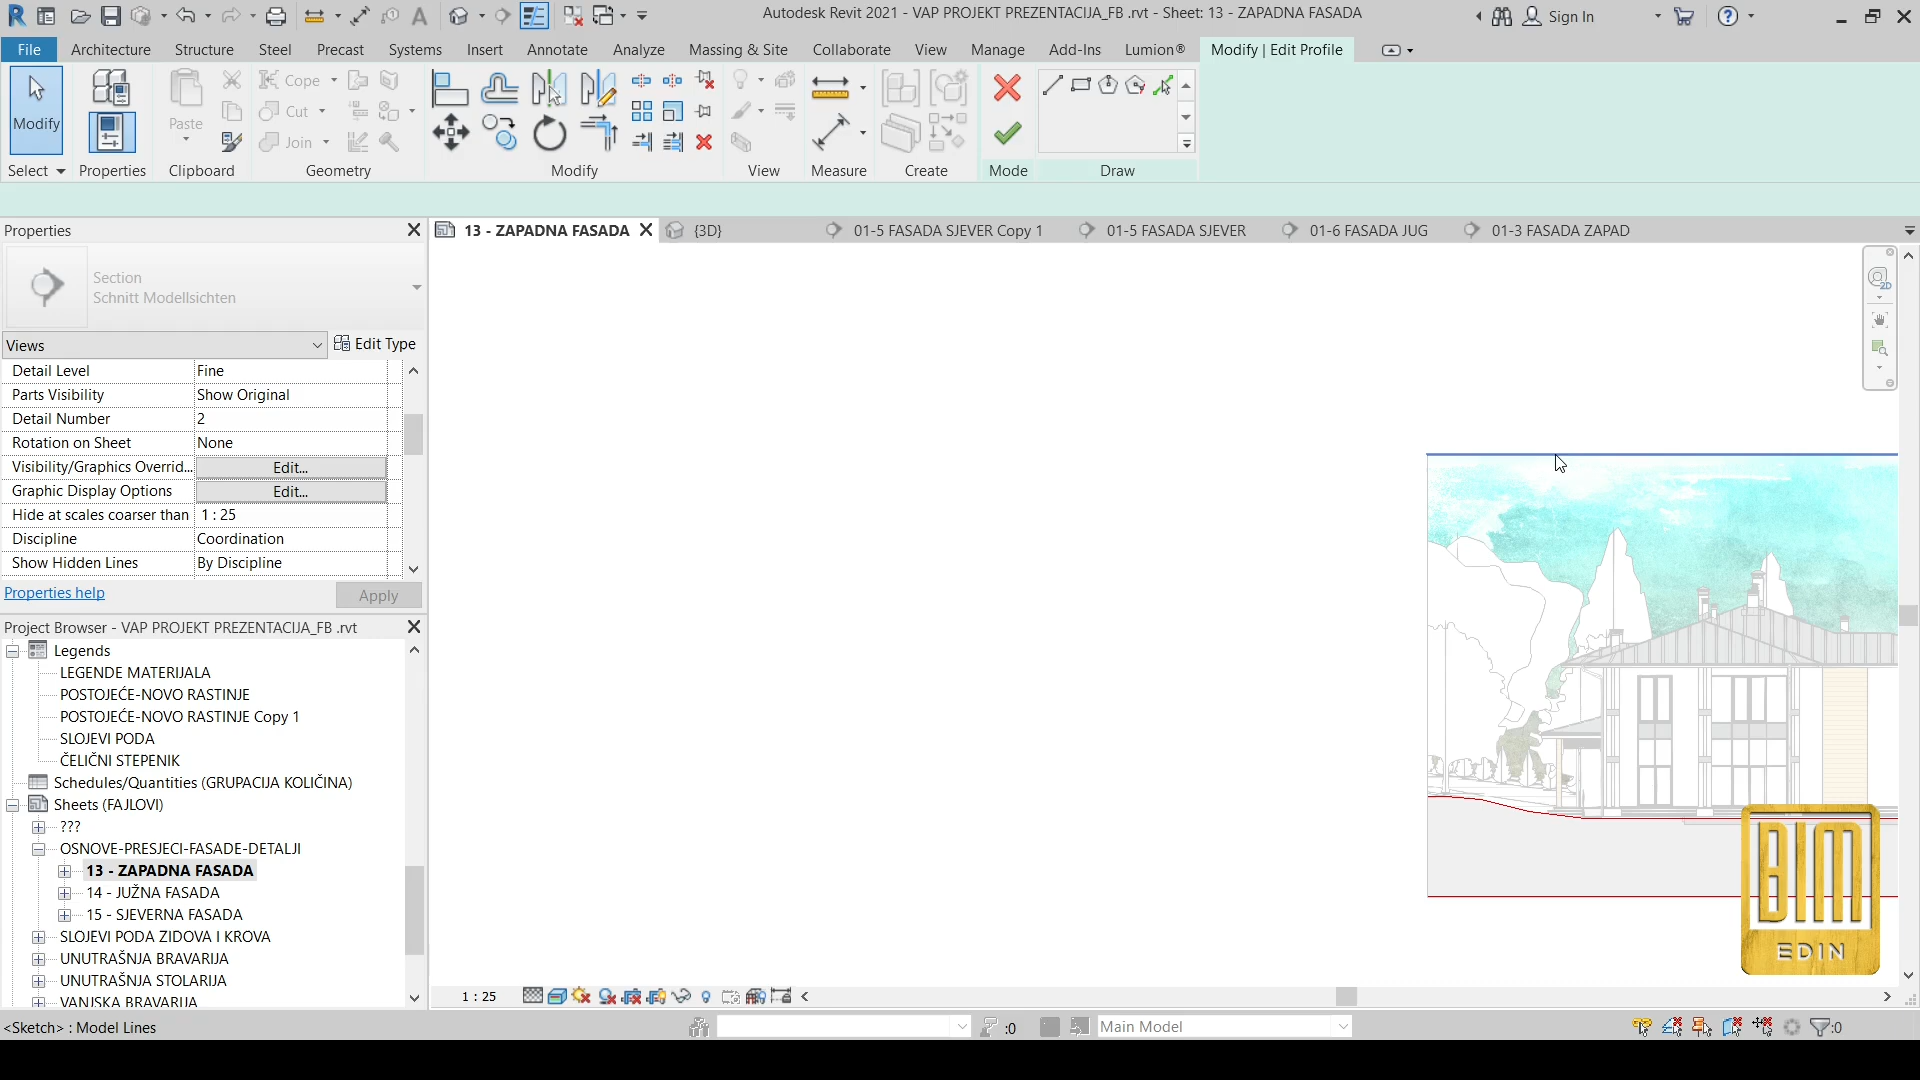 Autodesk Revit 2021 - VAP PROJEKT PREZENTACIJA_FB .rvt - Sheet: 13 - ZAPADNA FASADA
Sign In
File Architecture Structure Steel Precast Systems Insert Annotate Analyze Massing & Site Collaborate View Manage Add-Ins Lumion® Modify | Edit Profile
Modify
Paste
Cope
Cut
Join
Select Properties Clipboard Geometry Modify View Measure Create Mode Draw
Properties
Section
Schnitt Modellsichten
Views
Edit Type
Detail Level Fine
Parts Visibility Show Original
Detail Number 2
Rotation on Sheet None
Visibility/Graphics Overrid... Edit...
Graphic Display Options Edit...
Hide at scales coarser than 1 : 25
Discipline Coordination
Show Hidden Lines By Discipline
Properties help
Apply
Project Browser - VAP PROJEKT PREZENTACIJA_FB .rvt
Legends
LEGENDE MATERIJALA
POSTOJEĆE-NOVO RASTINJE
POSTOJEĆE-NOVO RASTINJE Copy 1
SLOJEVI PODA
ČELIČNI STEPENIK
Schedules/Quantities (GRUPACIJA KOLIČINA)
Sheets (FAJLOVI)
???
OSNOVE-PRESJECI-FASADE-DETALJI
13 - ZAPADNA FASADA
14 - JUŽNA FASADA
15 - SJEVERNA FASADA
SLOJEVI PODA ZIDOVA I KROVA
UNUTRAŠNJA BRAVARIJA
UNUTRAŠNJA STOLARIJA
VANJSKA BRAVARIJA
13 - ZAPADNA FASADA
{3D}
01-5 FASADA SJEVER Copy 1
01-5 FASADA SJEVER
01-6 FASADA JUG
01-3 FASADA ZAPAD
2D
BIM
EDIN
1 : 25
<Sketch> : Model Lines
:0
Main Model
:0